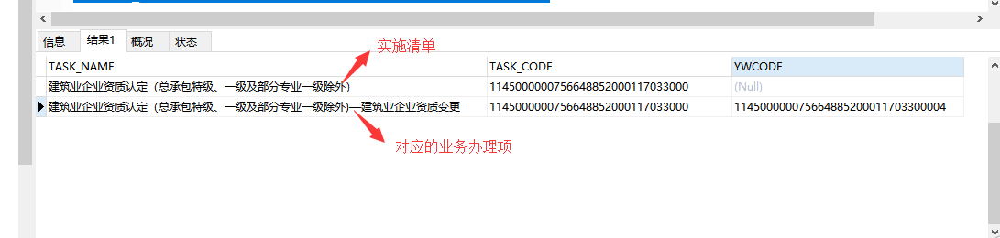 信息 结果1 概况 状态
实施清单
TASK_NAME TASK_CODE YWCODE
建筑业企业资质认定（总承包特级、一级及部分专业一级除外） 11450000007566488520001170330​00 (Null)
建筑业企业资质认定（总承包特级、一级及部分专业一级除外)—建筑业企业资质变更 1145000000756648852000117033000 114500000075664885200011703300004
对应的业务办理项